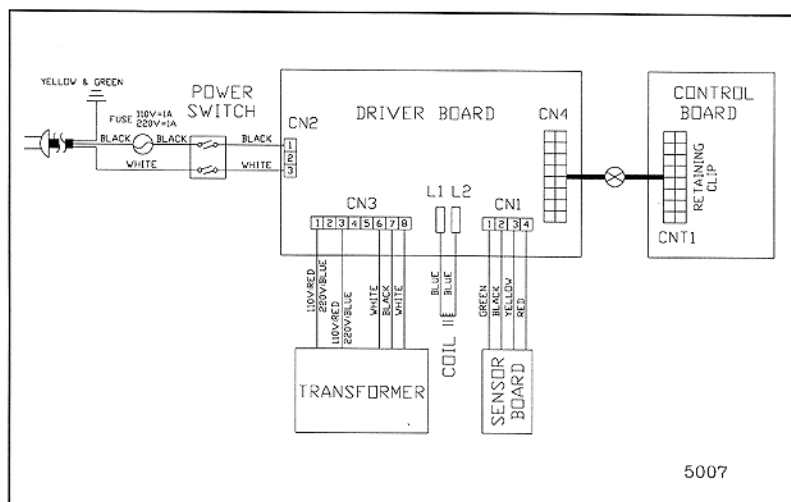 YELLOW & GREEN
POWER
SWITCH
FUSE 110V=1A
220V=1A
BLACK
BLACK
BLACK
WHITE
WHITE
CN2
1
2
3
DRIVER BOARD
CN4
CONTROL
BOARD
RETAINING
CLIP
CNT1
CN3
1 2 3 4 5 6 7 8
L1 L2
CN1
1 2 3 4
110V:RED
220V:BLUE
110V:RED
220V:BLUE
WHITE
BLACK
WHITE
BLUE
BLUE
COIL
GREEN
BLACK
YELLOW
RED
TRANSFORMER
SENSOR
BOARD
5007